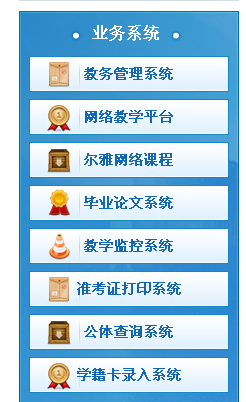 业务系统
教务管理系统
网络教学平台
尔雅网络课程
毕业论文系统
教学监控系统
准考证打印系统
公体查询系统
学籍卡录入系统